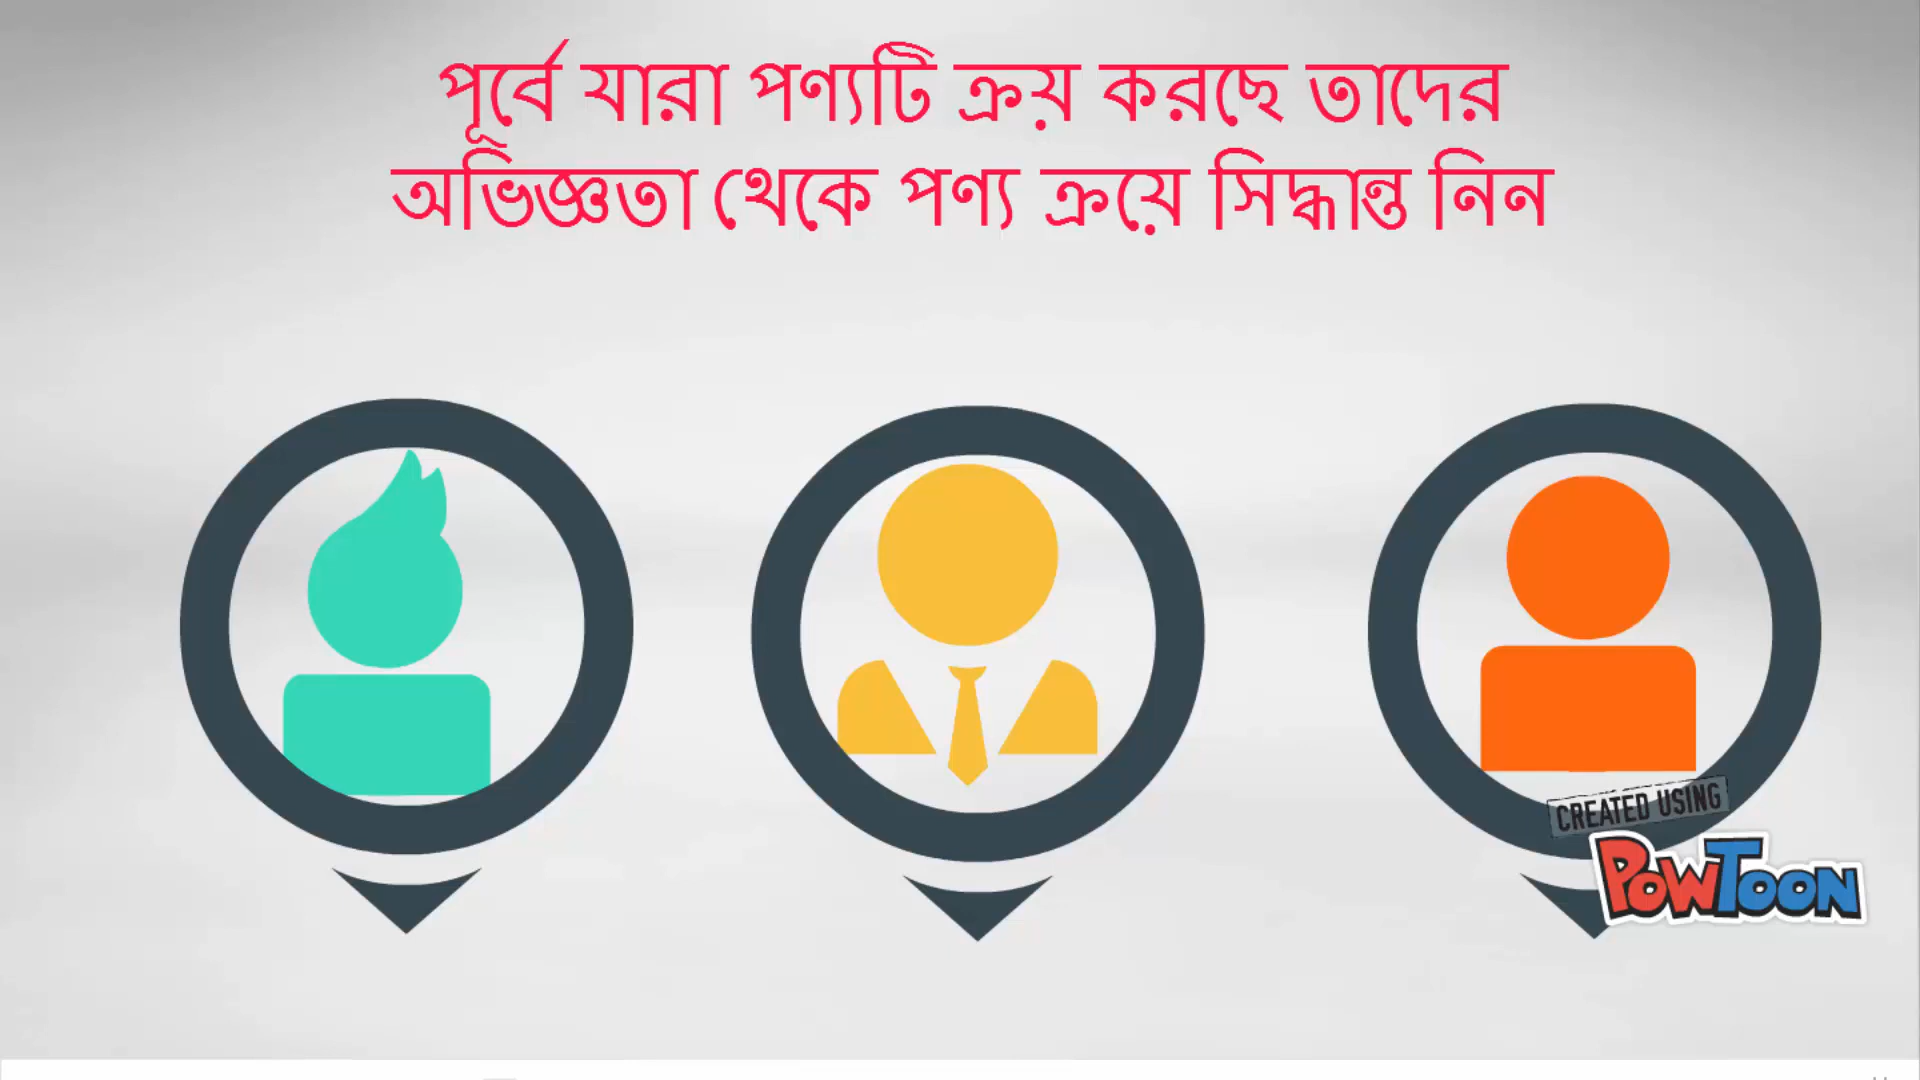 পূর্বে যারা পণ্যটি ক্রয় করছে তাদের
অভিজ্ঞতা থেকে পণ্য ক্রয়ে সিদ্ধান্ত নিন
CREATED USING
POWTOON